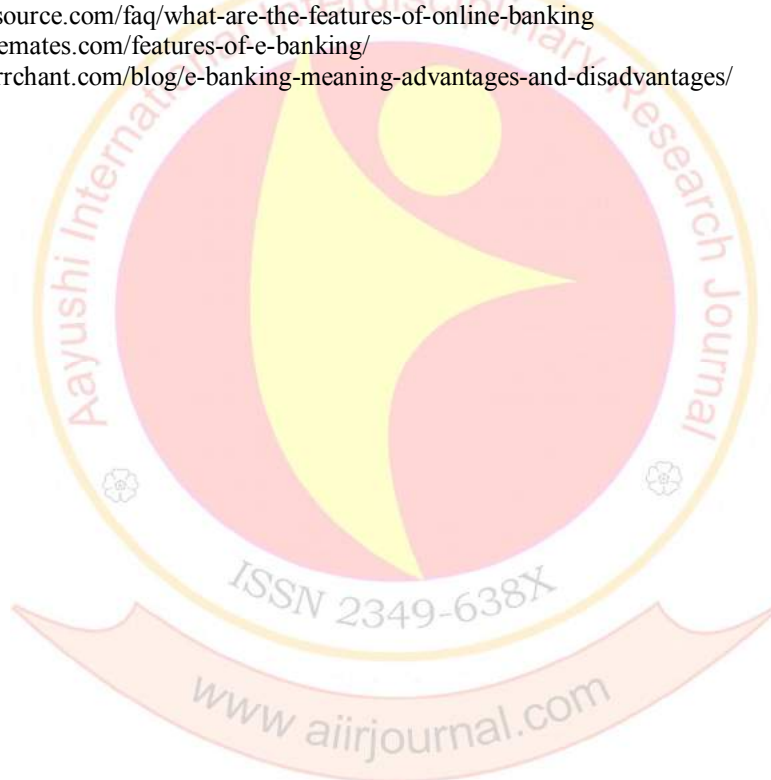 source.com/faq/what-are-the-features-of-online-banking
emates.com/features-of-e-banking/
rrchant.com/blog/e-banking-meaning-advantages-and-disadvantages/
Aayushi International Interdisciplinary Research Journal
ISSN 2349-638X
www aiirjournal.com